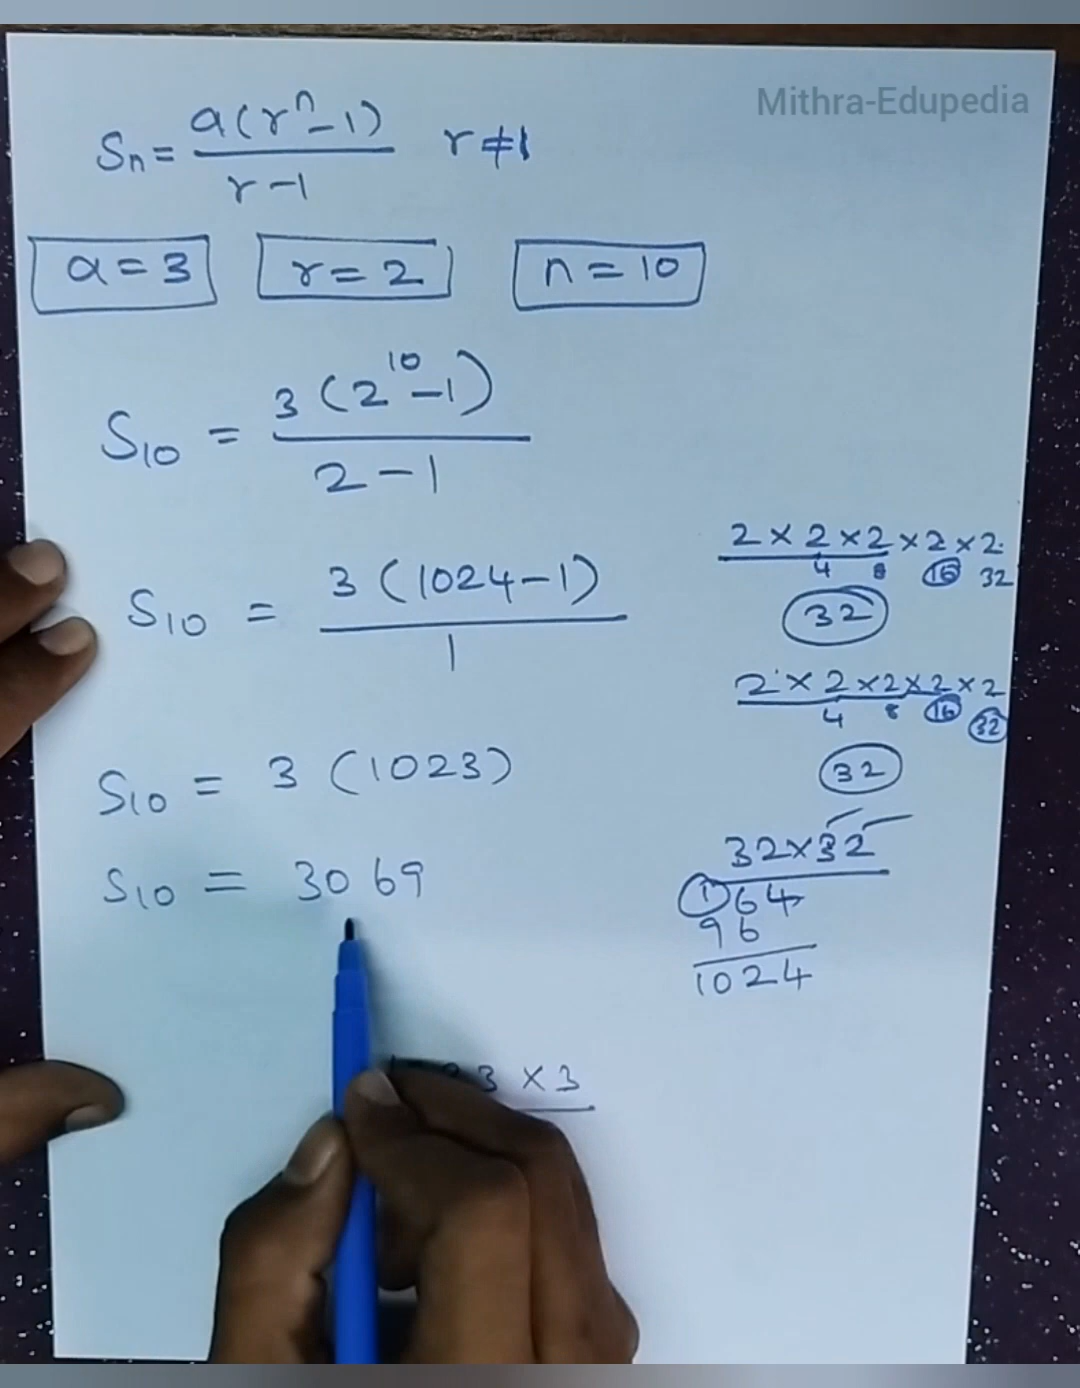 Mithra-Edupedia
Sn = a(r^n - 1) / r - 1 r ≠ 1
a = 3 r = 2 n = 10
S10 = 3(2^10 - 1) / 2 - 1
S10 = 3(1024 - 1) / 1
S10 = 3(1023)
S10 = 3069
2 × 2 × 2 × 2 × 2
4 8 16 32
32
2 × 2 × 2 × 2 × 2
4 8 16 32
32
32 × 32
1 64
96
1024
3 × 3